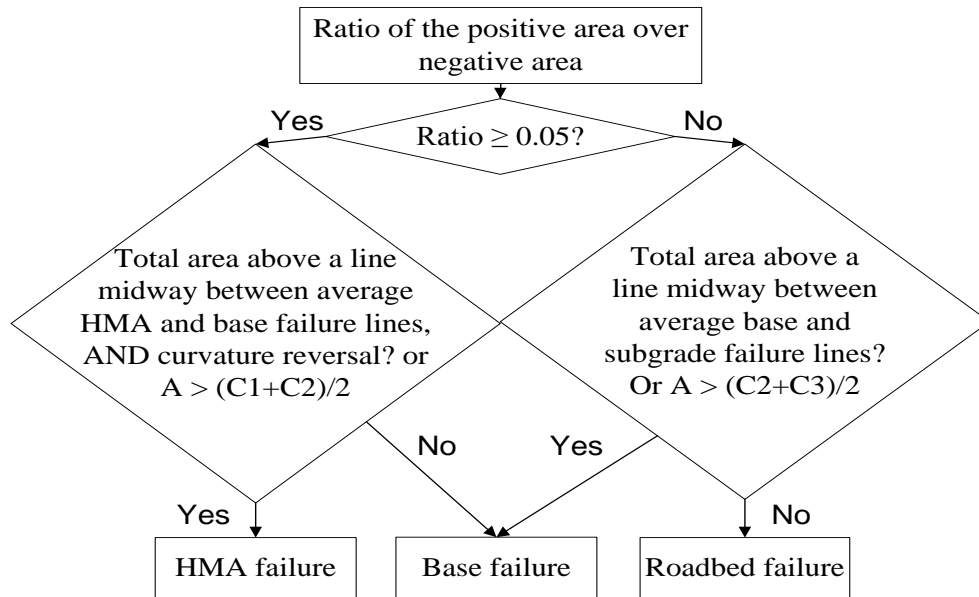 Ratio of the positive area over
negative area
Yes
Ratio ≥ 0.05?
No
Total area above a line
midway between average
HMA and base failure lines,
AND curvature reversal? or
A > (C1+C2)/2
Total area above a
line midway between
average base and
subgrade failure lines?
Or A > (C2+C3)/2
No
Yes
Yes
No
HMA failure
Base failure
Roadbed failure